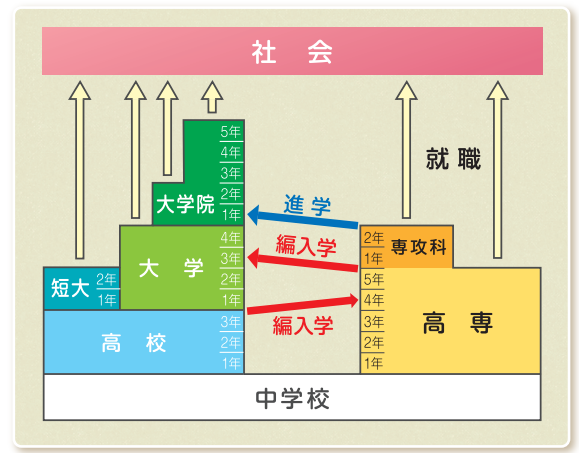 社 会
就 職
5年
4年
3年
2年
1年
大学院
進 学
4年
3年
2年
1年
大 学
編入学
2年
1年
専攻科
短大
2年
1年
編入学
5年
4年
3年
2年
1年
高 専
高 校
3年
2年
1年
中学校